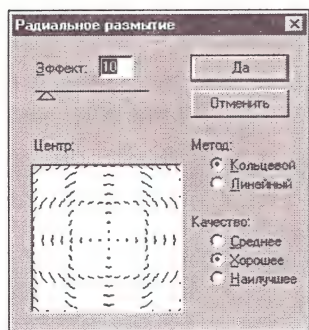 Радиальное размытие
Эффект: 10
Да
Отменить
Центр:
Метод:
Кольцевой
Линейный
Качество:
Среднее
Хорошее
Наилучшее